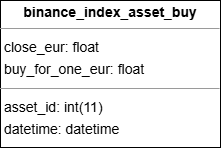 binance_index_asset_buy
close_eur: float
buy_for_one_eur: float
asset_id: int(11)
datetime: datetime